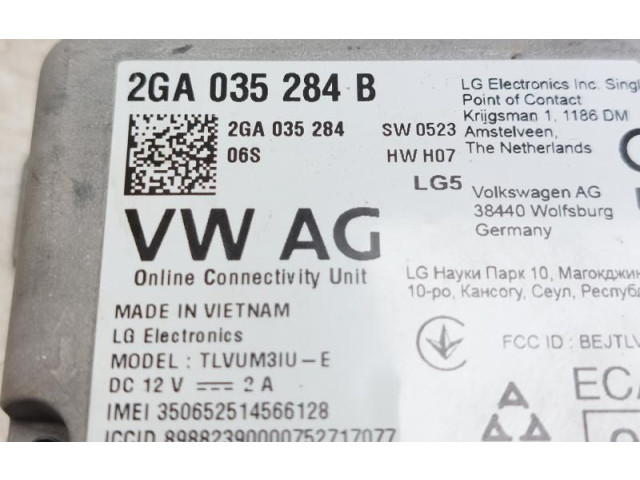 2GA 035 284 B
2GA 035 284 SW 0523
06S HW H07
LG5
VW AG
Online Connectivity Unit
MADE IN VIETNAM
LG Electronics
MODEL: TLVUM3IU-E
DC 12 V 2 A
IMEI 350652514566128
ICCID 89882390000752717077
LG Electronics Inc. Singl
Point of Contact
Krijgsman 1, 1186 DM
Amstelveen,
The Netherlands
Volkswagen AG
38440 Wolfsburg
Germany
LG Науки Парк 10, Магокджин
10-ро, Кансогу, Сеул, Республ
FCC ID: BEJTLV
ECA